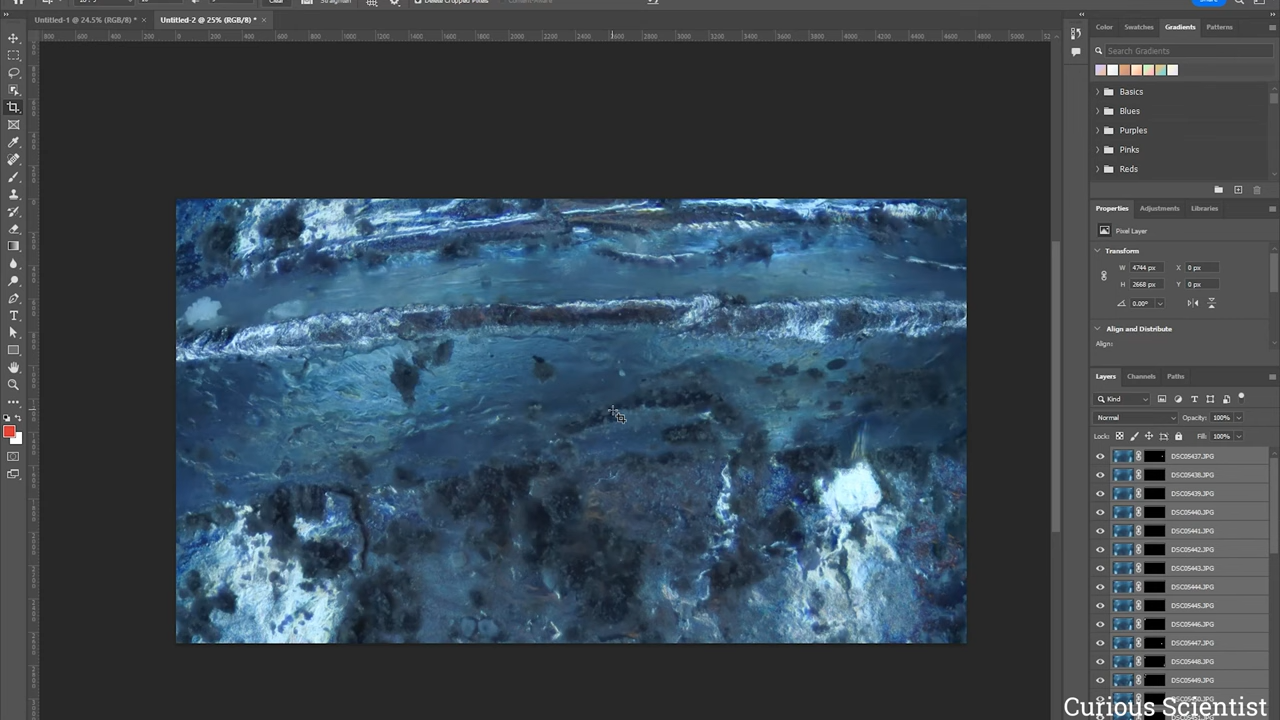 Delete Cropped Pixels
Untitled-1 @ 24.5% (RGB/8) *
Untitled-2 @ 25% (RGB/8) *
Color
Swatches
Gradients
Patterns
Search Gradients
Basics
Blues
Purples
Pinks
Reds
Properties
Adjustments
Libraries
Pixel Layer
Transform
W 4744 px X 0 px
H 2668 px Y 0 px
0.00°
Align and Distribute
Align:
Layers
Channels
Paths
Kind
Normal
Opacity: 100%
Lock:
Fill: 100%
DSC05437.JPG
DSC05438.JPG
DSC05439.JPG
DSC05440.JPG
DSC05441.JPG
DSC05442.JPG
DSC05443.JPG
DSC05444.JPG
DSC05445.JPG
DSC05446.JPG
DSC05447.JPG
DSC05448.JPG
DSC05449.JPG
Curious Scientist